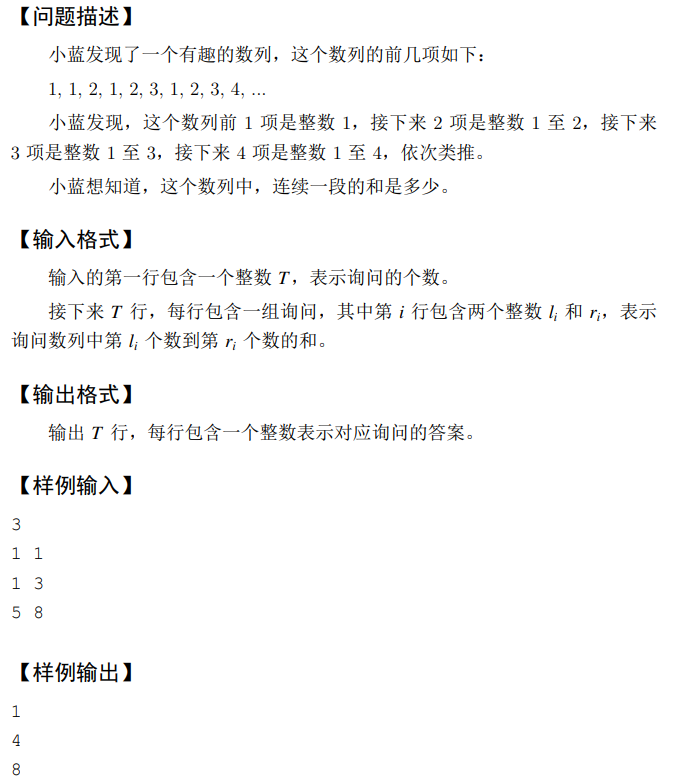 【问题描述】
小蓝发现了一个有趣的数列，这个数列的前几项如下：
1, 1, 2, 1, 2, 3, 1, 2, 3, 4, ...
小蓝发现，这个数列前 1 项是整数 1，接下来 2 项是整数 1 至 2，接下来
3 项是整数 1 至 3，接下来 4 项是整数 1 至 4，依次类推。
小蓝想知道，这个数列中，连续一段的和是多少。
【输入格式】
输入的第一行包含一个整数 T，表示询问的个数。
接下来 T 行，每行包含一组询问，其中第 i 行包含两个整数 li 和 ri，表示
询问数列中第 li 个数到第 ri 个数的和。
【输出格式】
输出 T 行，每行包含一个整数表示对应询问的答案。
【样例输入】
3
1 1
1 3
5 8
【样例输出】
1
4
8